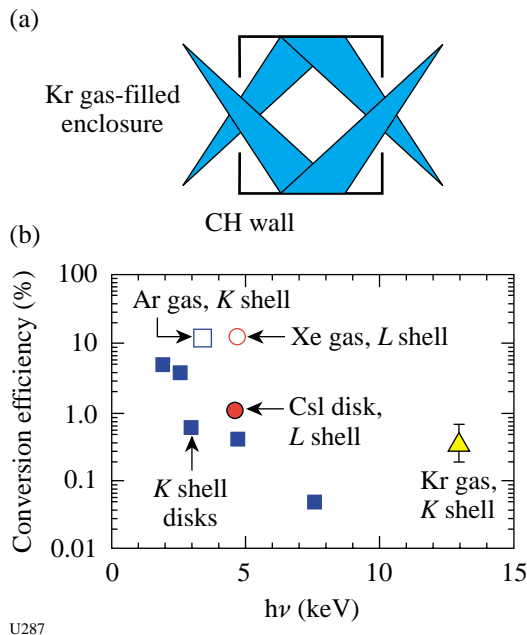 (a)
Kr gas-filled
enclosure
CH wall
(b)
Conversion efficiency (%)
100
10
1.0
0.1
0.01
Ar gas, K shell
Xe gas, L shell
CsI disk,
L shell
K shell
disks
Kr gas,
K shell
0
5
10
15
hν (keV)
U287